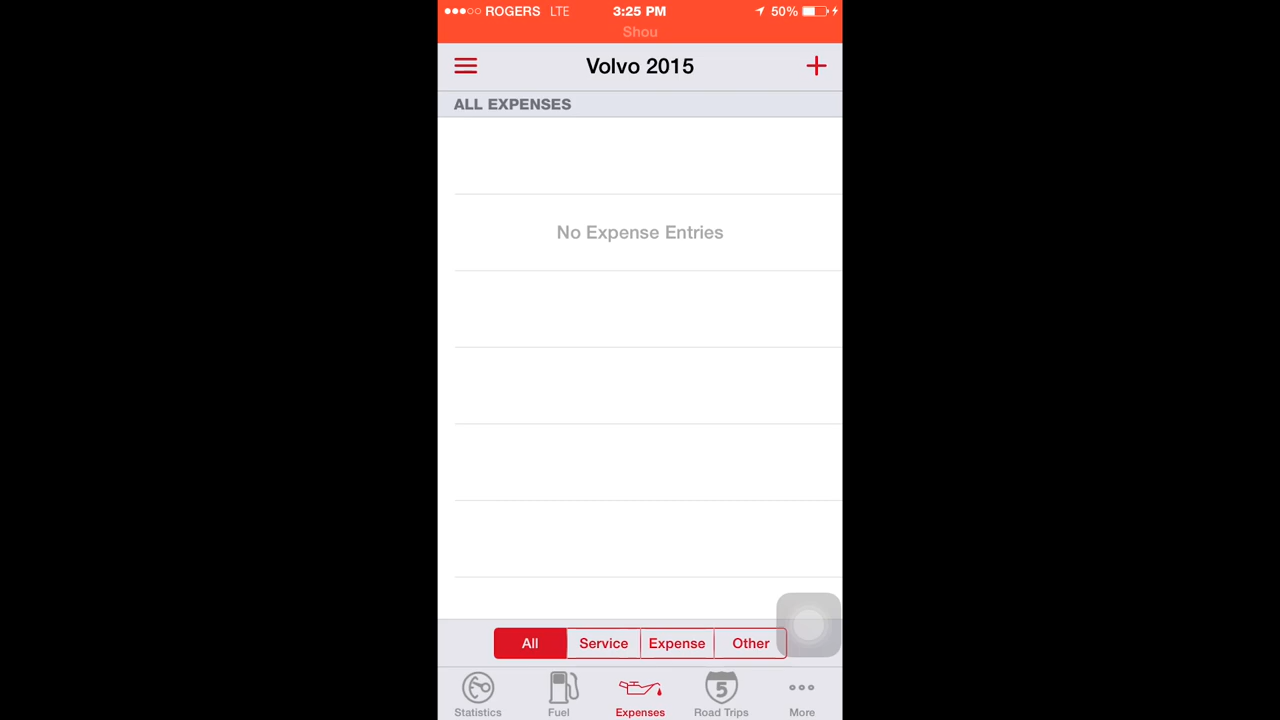 ROGERS LTE 3:25 PM 50%
Shou
Volvo 2015
ALL EXPENSES
No Expense Entries
All Service Expense Other
5
Statistics Fuel Expenses Road Trips More